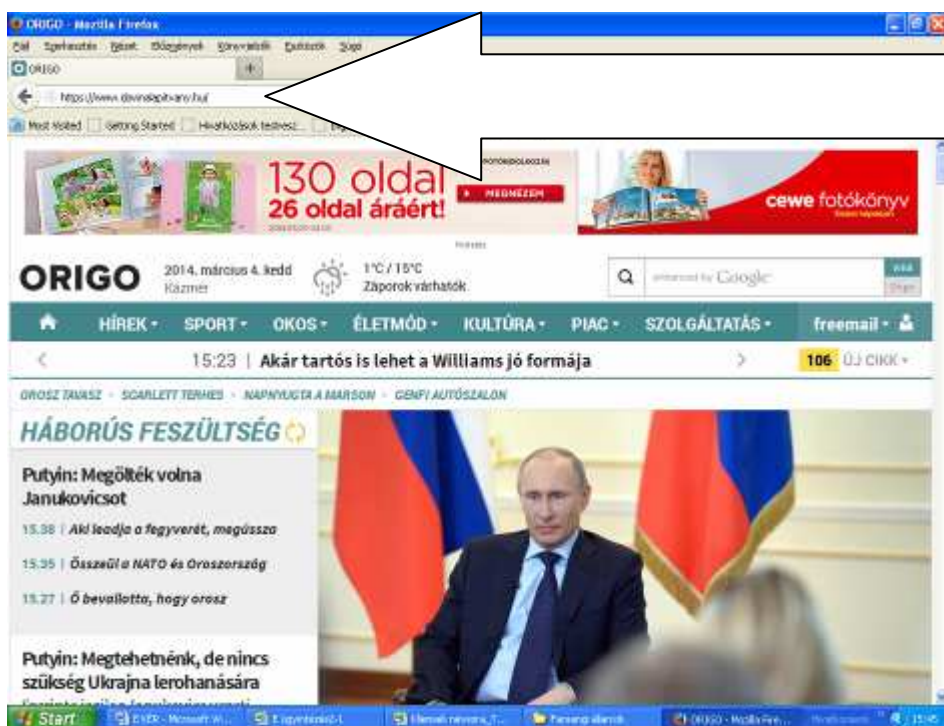 ORIGO - Mozilla Firefox
Súgó
ORIGO
Most Visited Getting Started Hivatkozások
130 oldal
26 oldal áráért!
MEGNÉZEM
cewe fotókönyv
ORIGO
2014. március 4. kedd
Kázmér
1°C / 15°C
Záporok várhatók
Google
HÍREK SPORT OKOS ÉLETMÓD KULTÚRA PIAC SZOLGÁLTATÁS freemail
15:23 | Akár tartós is lehet a Williams jó formája
106 ÚJ CIKK
OROSZ TAVASZ SCARLETT TERHES NAPNYUGTA A MARSON GENFI AUTÓSZALON
HÁBORÚS FESZÜLTSÉG
Putyin: Megölték volna
Janukovicsot
15.38 | Aki leadja a fegyverét, megússza
15.35 | Összeül a NATO és Oroszország
15.27 | Ő bevallotta, hogy orosz
Putyin: Megtehetnénk, de nincs
szükség Ukrajna lerohanására
Start